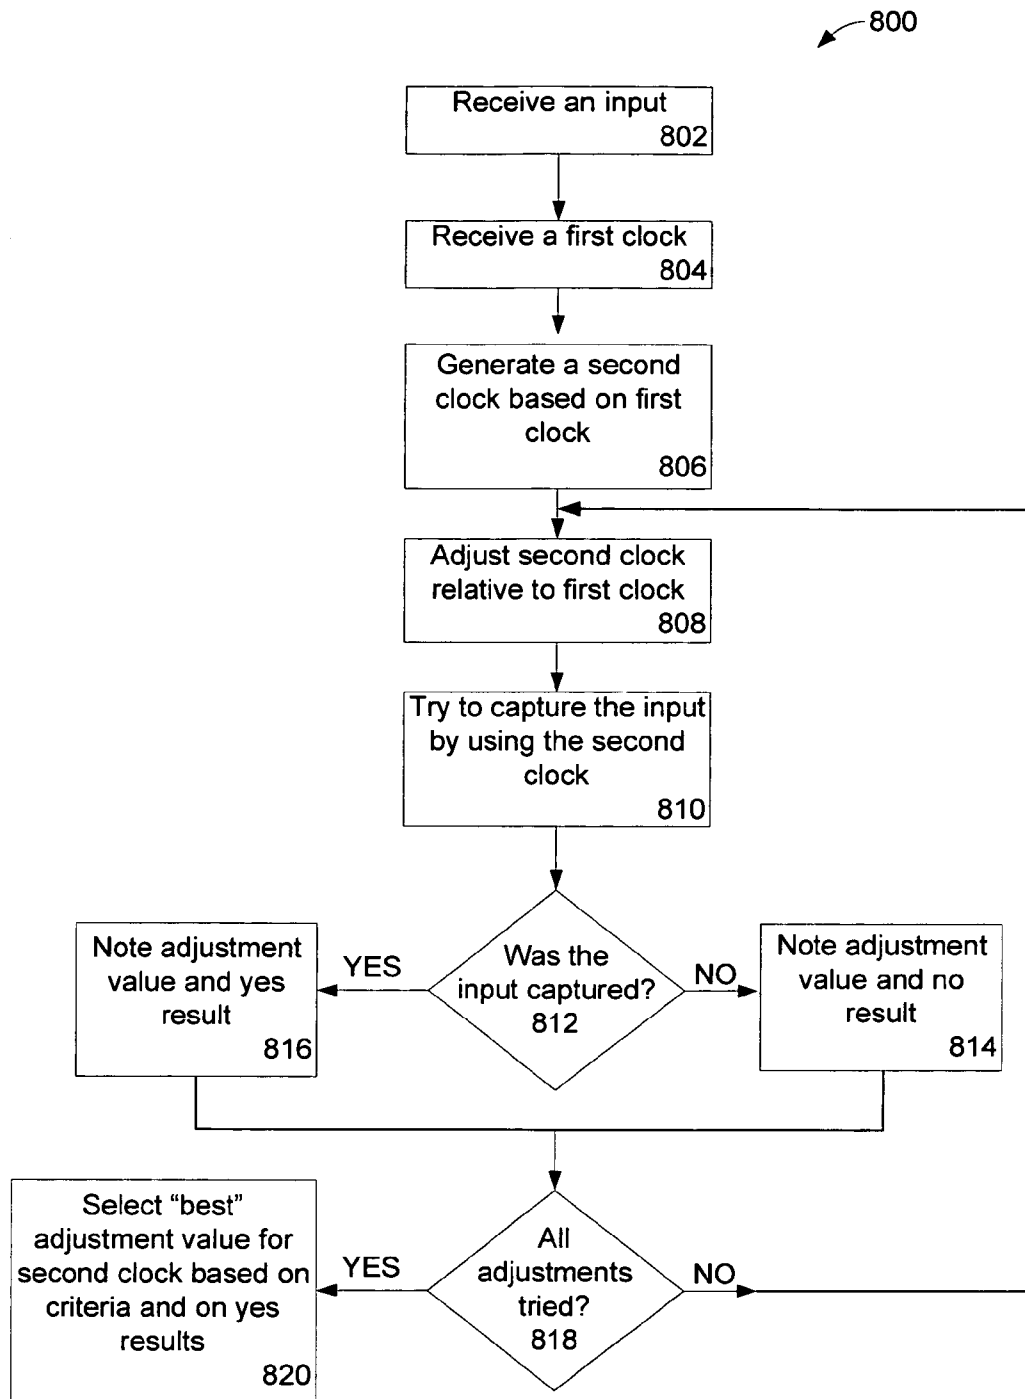 800
Receive an input
802
Receive a first clock
804
Generate a second
clock based on first
clock
806
Adjust second clock
relative to first clock
808
Try to capture the input
by using the second
clock
810
Was the
input captured?
812
YES
NO
Note adjustment
value and yes
result
816
Note adjustment
value and no
result
814
All
adjustments
tried?
818
YES
NO
Select “best”
adjustment value for
second clock based on
criteria and on yes
results
820